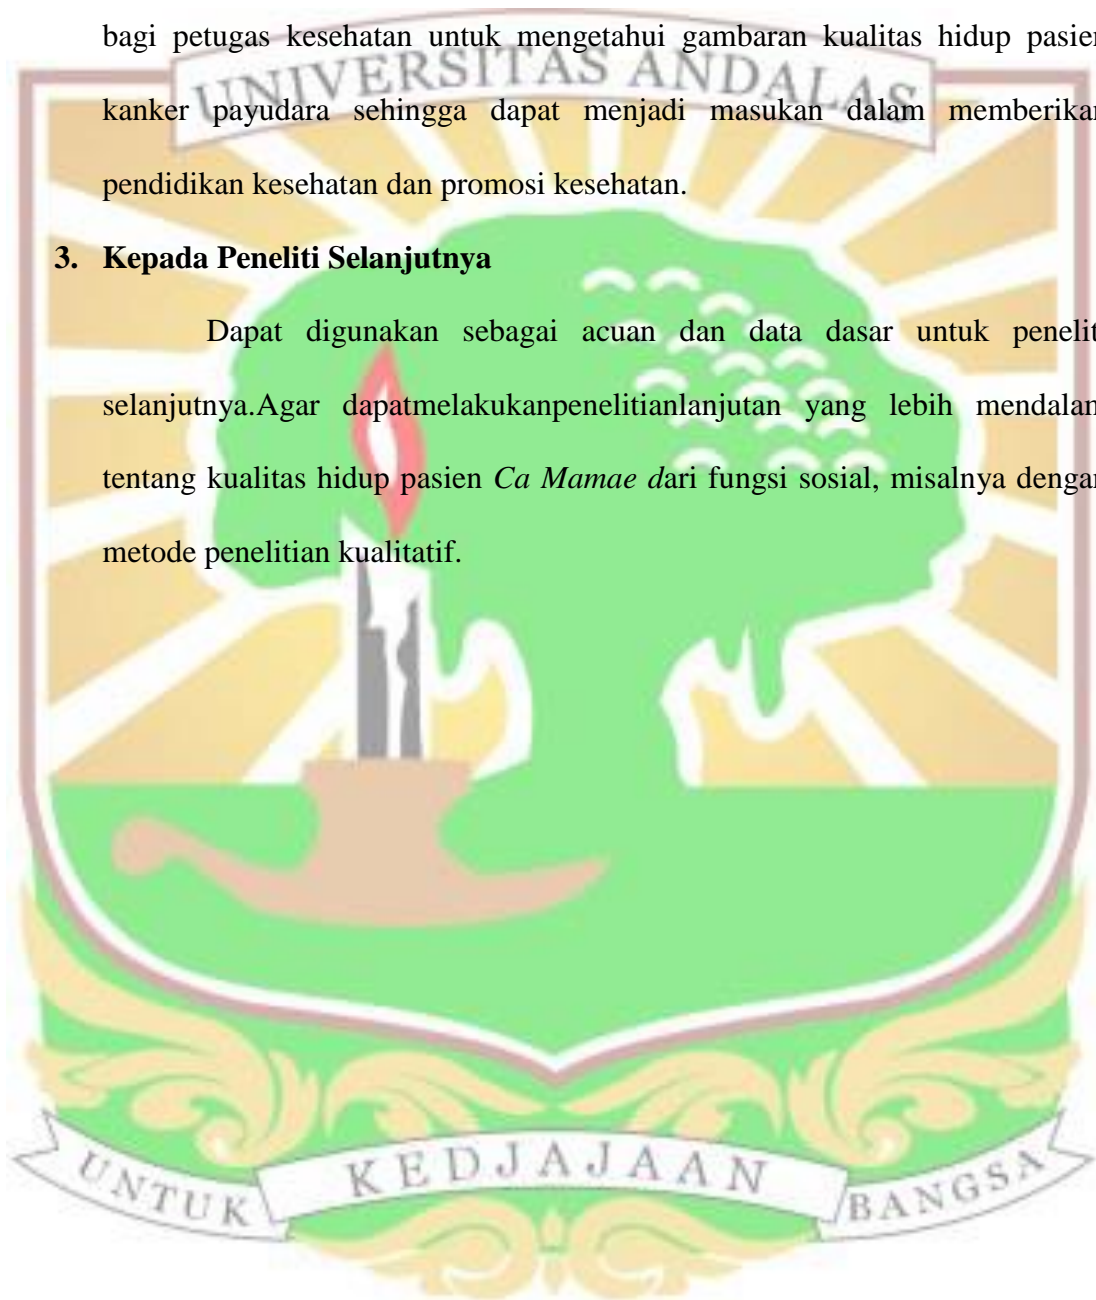 bagi petugas kesehatan untuk mengetahui gambaran kualitas hidup pasien
UNIVERSITAS ANDALAS
kanker payudara sehingga dapat menjadi masukan dalam memberikan
pendidikan kesehatan dan promosi kesehatan.
3. Kepada Peneliti Selanjutnya
Dapat digunakan sebagai acuan dan data dasar untuk penelit
selanjutnya.Agar dapatmelakukanpenelitianlanjutan yang lebih mendalam
tentang kualitas hidup pasien Ca Mamae dari fungsi sosial, misalnya dengan
metode penelitian kualitatif.
UNTUK KEDJAJAAN BANGSA